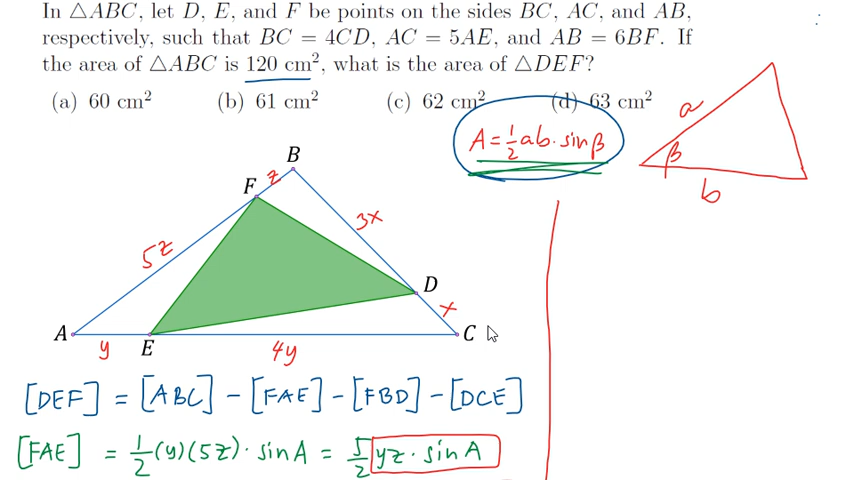 In △ABC, let D, E, and F be points on the sides BC, AC, and AB,
respectively, such that BC = 4CD, AC = 5AE, and AB = 6BF. If
the area of △ABC is 120 cm², what is the area of △DEF?
(a) 60 cm² (b) 61 cm² (c) 62 cm² (d) 63 cm²
A = ½ab·sinβ
a
β
b
B
F
z
3x
5z
D
x
A
y
E
4y
C
[DEF] = [ABC] − [FAE] − [FBD] − [DCE]
[FAE] = ½(y)(5z)·sinA = 5/2 yz·sinA